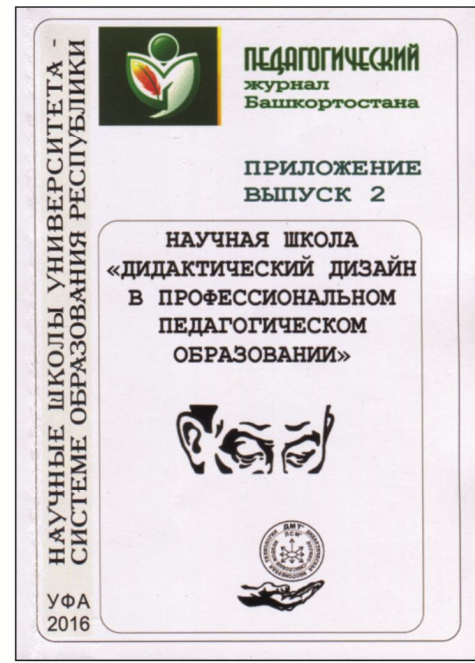 НАУЧНЫЕ ШКОЛЫ УНИВЕРСИТЕТА -
СИСТЕМЕ ОБРАЗОВАНИЯ РЕСПУБЛИКИ
УФА
2016
ПЕДАГОГИЧЕСКИЙ
журнал
Башкортостана
ПРИЛОЖЕНИЕ
ВЫПУСК 2
НАУЧНАЯ ШКОЛА
«ДИДАКТИЧЕСКИЙ ДИЗАЙН
В ПРОФЕССИОНАЛЬНОМ
ПЕДАГОГИЧЕСКОМ
ОБРАЗОВАНИИ»
ДМТ
ЛСМ